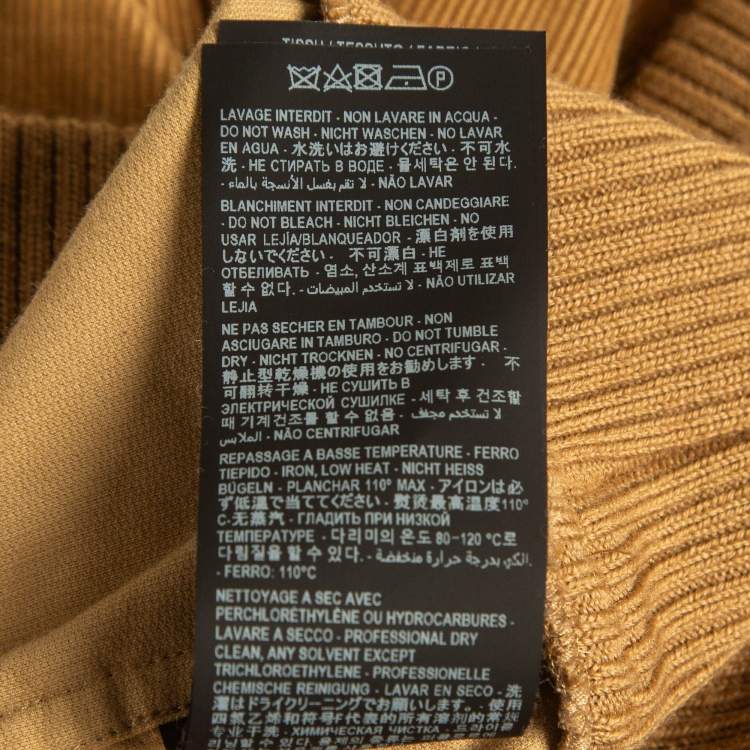 TISSU / TESSUTO / FABRIC
P
LAVAGE INTERDIT - NON LAVARE IN ACQUA -
DO NOT WASH - NICHT WASCHEN - NO LAVAR
EN AGUA - 水洗いはお避けください - 不可水
洗 - НЕ СТИРАТЬ В ВОДЕ - 물세탁은 안 된다.
- لا تقم بغسل الأنسجة بالماء - NÃO LAVAR
BLANCHIMENT INTERDIT - NON CANDEGGIARE
- DO NOT BLEACH - NICHT BLEICHEN - NO
USAR LEJÍA/BLANQUEADOR - 漂白剤を使用
しないでください - 不可漂白 - НЕ
ОТБЕЛИВАТЬ - 염소, 산소계 표백제로 표백
할 수 없다. - لا تستخدم المبيضات - NÃO UTILIZAR
LEJIA
NE PAS SECHER EN TAMBOUR - NON
ASCIUGARE IN TAMBURO - DO NOT TUMBLE
DRY - NICHT TROCKNEN - NO CENTRIFUGAR -
静止型乾燥機の使用をお勧めします - 不
可翻转干燥 - НЕ СУШИТЬ В
ЭЛЕКТРИЧЕСКОЙ СУШИЛКЕ - 세탁 후 건조할
때 기계건조를 할 수 없음 - لا تستخدم مجفف
الملابس - NÃO CENTRIFUGAR
REPASSAGE A BASSE TEMPERATURE - FERRO
TIEPIDO - IRON, LOW HEAT - NICHT HEISS
BÜGELN - PLANCHAR 110° MAX - アイロンは必
ず低温で当ててください - 熨烫最高温度110°
C-无蒸汽 - ГЛАДИТЬ ПРИ НИЗКОЙ
ТЕМПЕРАТУРЕ - 다리미의 온도 80-120 °C로
다림질을 할 수 있다. - الكي بدرجة حرارة منخفضة.
- FERRO: 110°C
NETTOYAGE A SEC AVEC
PERCHLORÉTHYLÈNE OU HYDROCARBURES -
LAVARE A SECCO - PROFESSIONAL DRY
CLEAN, ANY SOLVENT EXCEPT
TRICHLOROETHYLENE - PROFESSIONELLE
CHEMISCHE REINIGUNG - LAVAR EN SECO - 洗
濯はドライクリーニングでお願いします - 使用
四氯乙烯和符号F代表的所有溶剂的常规
专业干洗 - ХИМИЧЕСКАЯ ЧИСТКА - 드라이클